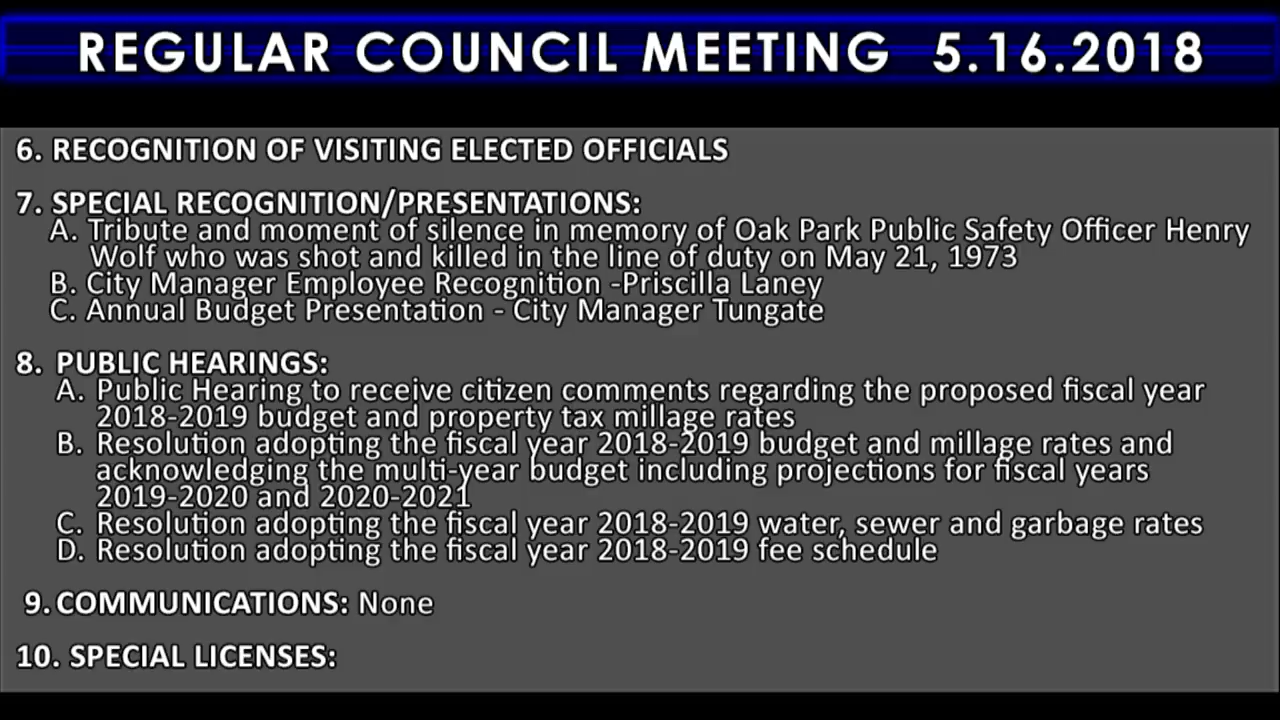 REGULAR COUNCIL MEETING 5.16.2018
6. RECOGNITION OF VISITING ELECTED OFFICIALS
7. SPECIAL RECOGNITION/PRESENTATIONS:
A. Tribute and moment of silence in memory of Oak Park Public Safety Officer Henry
Wolf who was shot and killed in the line of duty on May 21, 1973
B. City Manager Employee Recognition -Priscilla Laney
C. Annual Budget Presentation - City Manager Tungate
8. PUBLIC HEARINGS:
A. Public Hearing to receive citizen comments regarding the proposed fiscal year
2018-2019 budget and property tax millage rates
B. Resolution adopting the fiscal year 2018-2019 budget and millage rates and
acknowledging the multi-year budget including projections for fiscal years
2019-2020 and 2020-2021
C. Resolution adopting the fiscal year 2018-2019 water, sewer and garbage rates
D. Resolution adopting the fiscal year 2018-2019 fee schedule
9. COMMUNICATIONS: None
10. SPECIAL LICENSES: